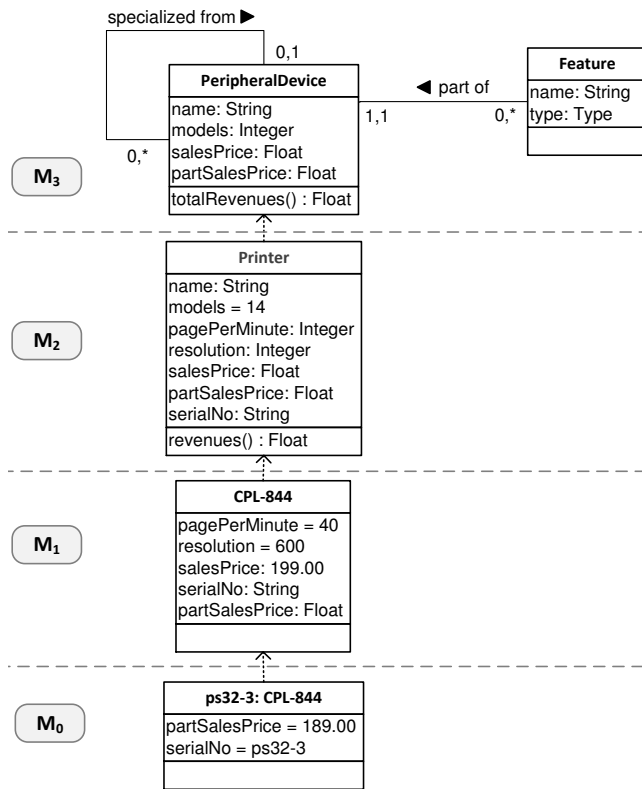 specialized from ▶
0,1
PeripheralDevice
name: String
models: Integer
salesPrice: Float
partSalesPrice: Float
totalRevenues() : Float
0,*
1,1
◀ part of
0,*
Feature
name: String
type: Type
M3
Printer
name: String
models = 14
pagePerMinute: Integer
resolution: Integer
salesPrice: Float
partSalesPrice: Float
serialNo: String
revenues() : Float
M2
CPL-844
pagePerMinute = 40
resolution = 600
salesPrice: 199.00
serialNo: String
partSalesPrice: Float
M1
ps32-3: CPL-844
partSalesPrice = 189.00
serialNo = ps32-3
M0